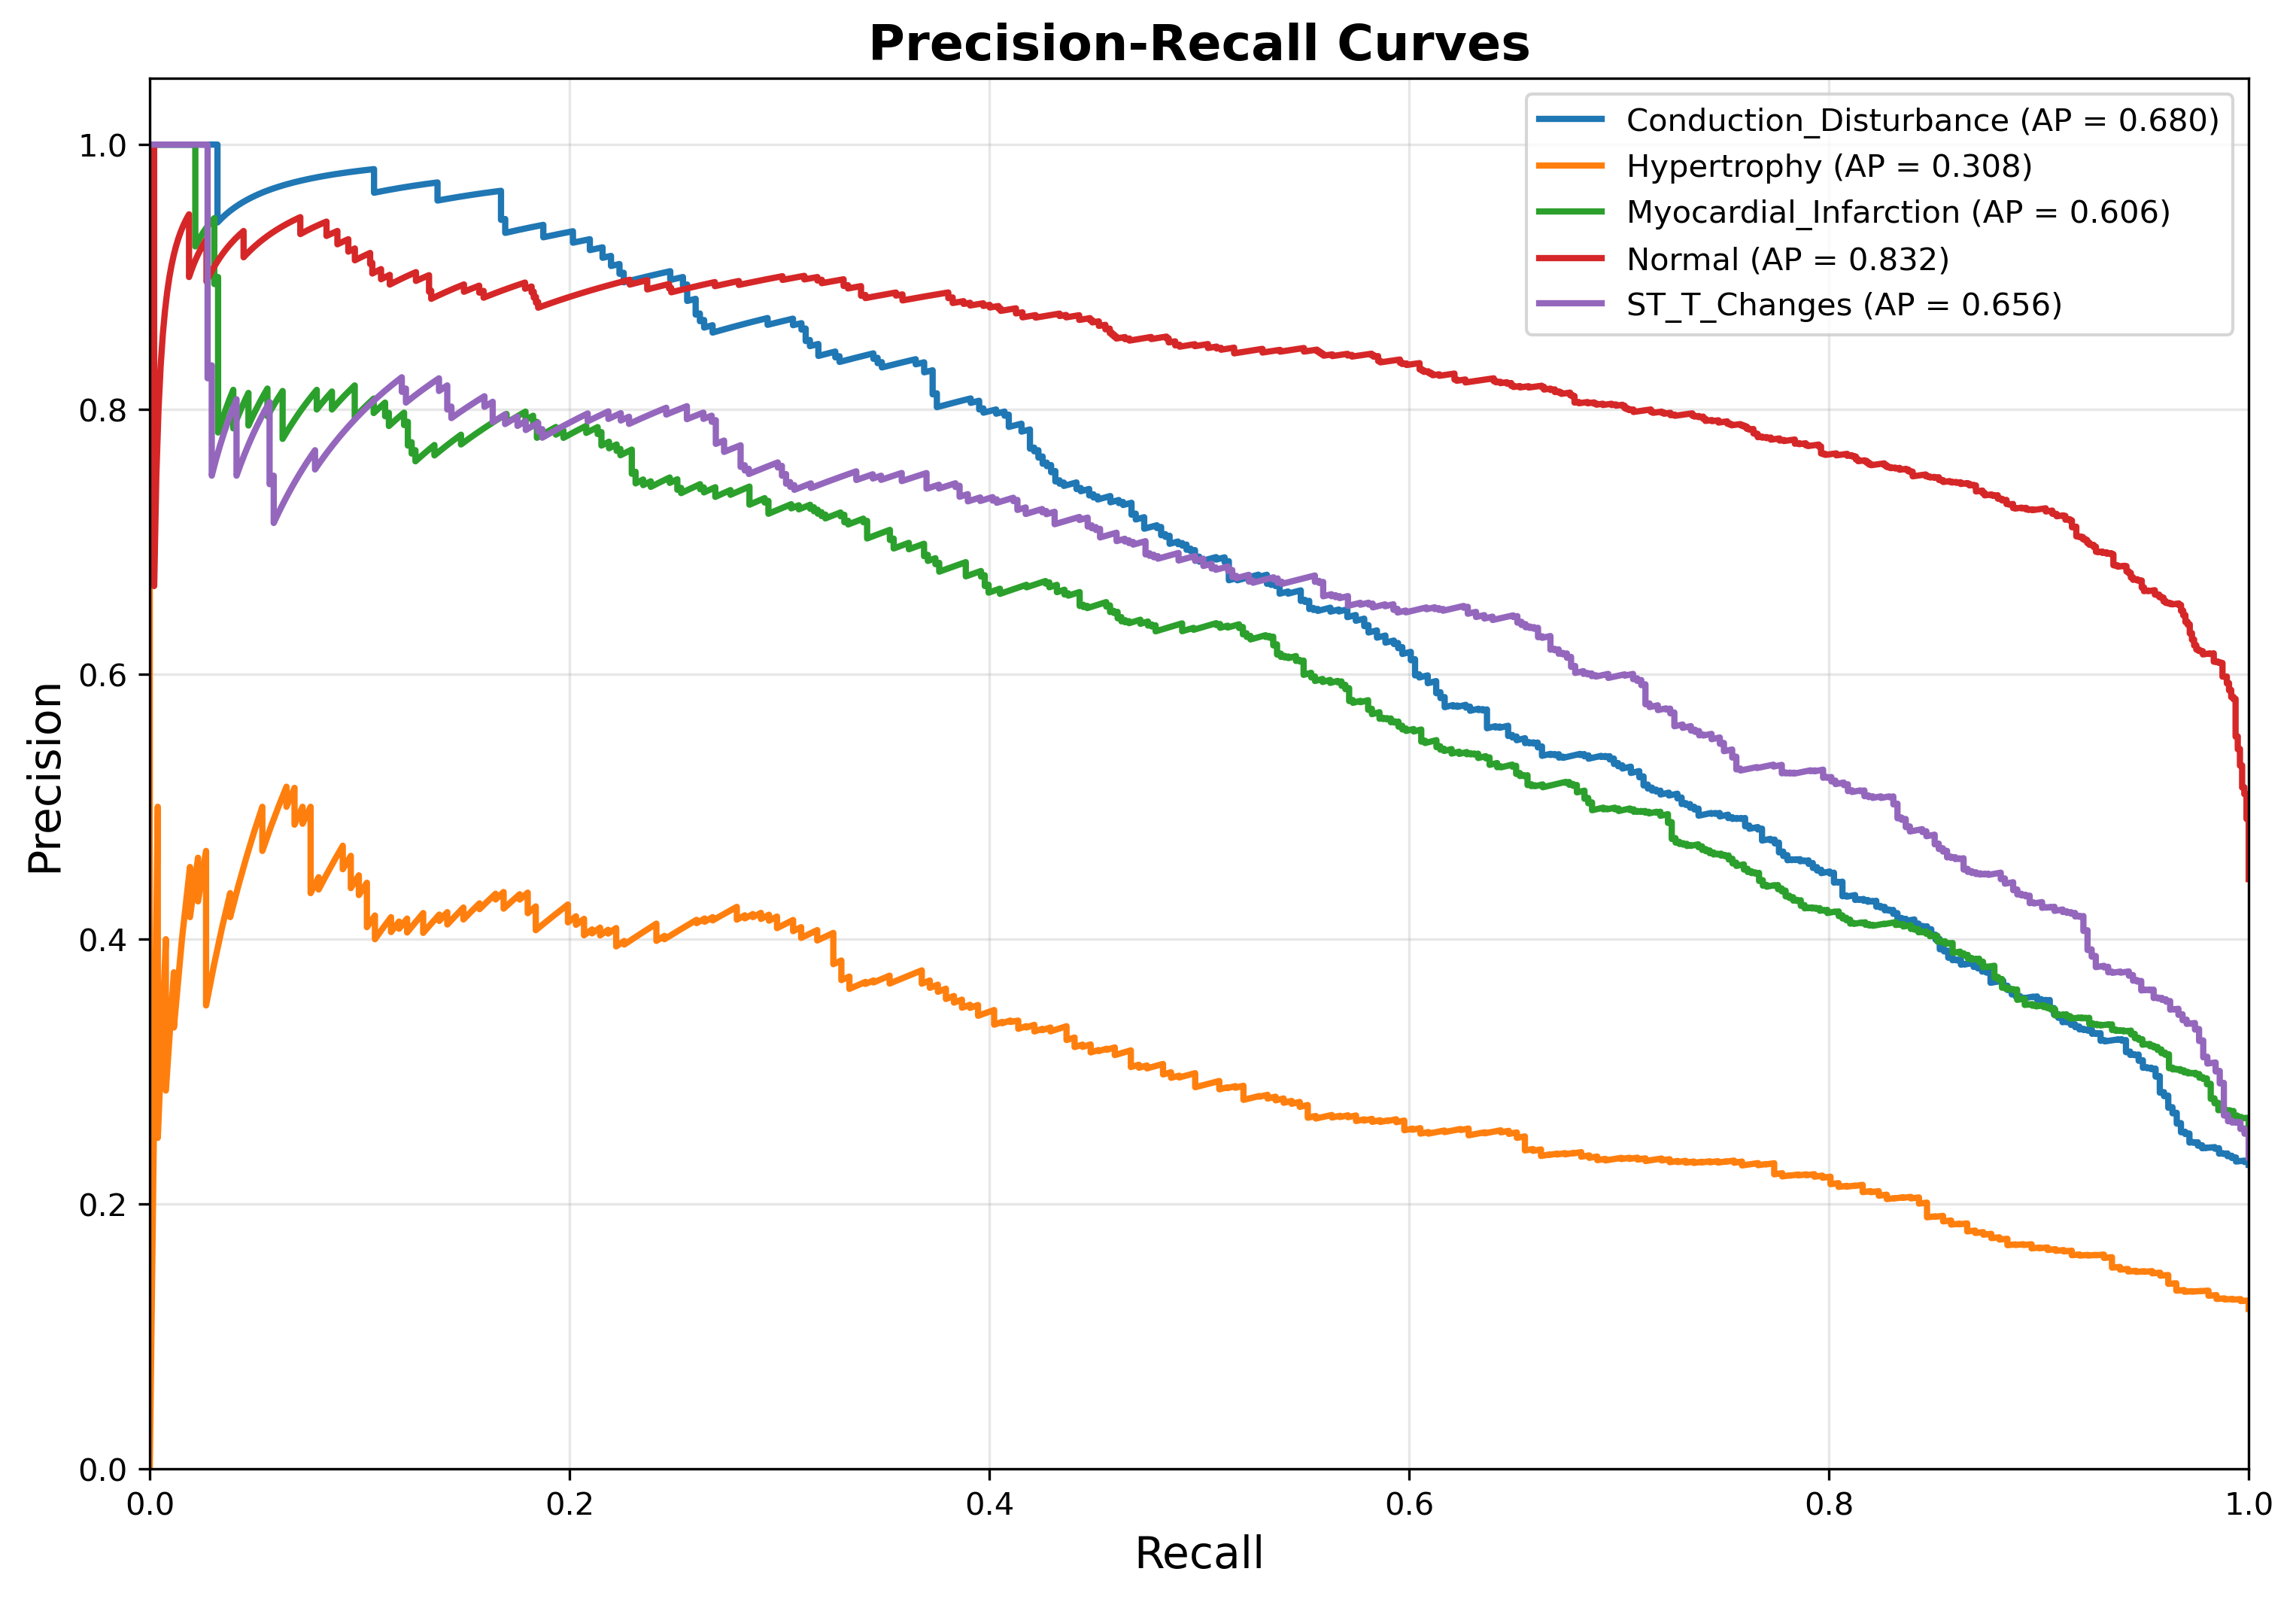 Precision-Recall Curves
Conduction_Disturbance (AP = 0.680)
Hypertrophy (AP = 0.308)
Myocardial_Infarction (AP = 0.606)
Normal (AP = 0.832)
ST_T_Changes (AP = 0.656)
1.0
0.8
0.6
0.4
0.2
0.0
Precision
0.0 0.2 0.4 0.6 0.8 1.0
Recall